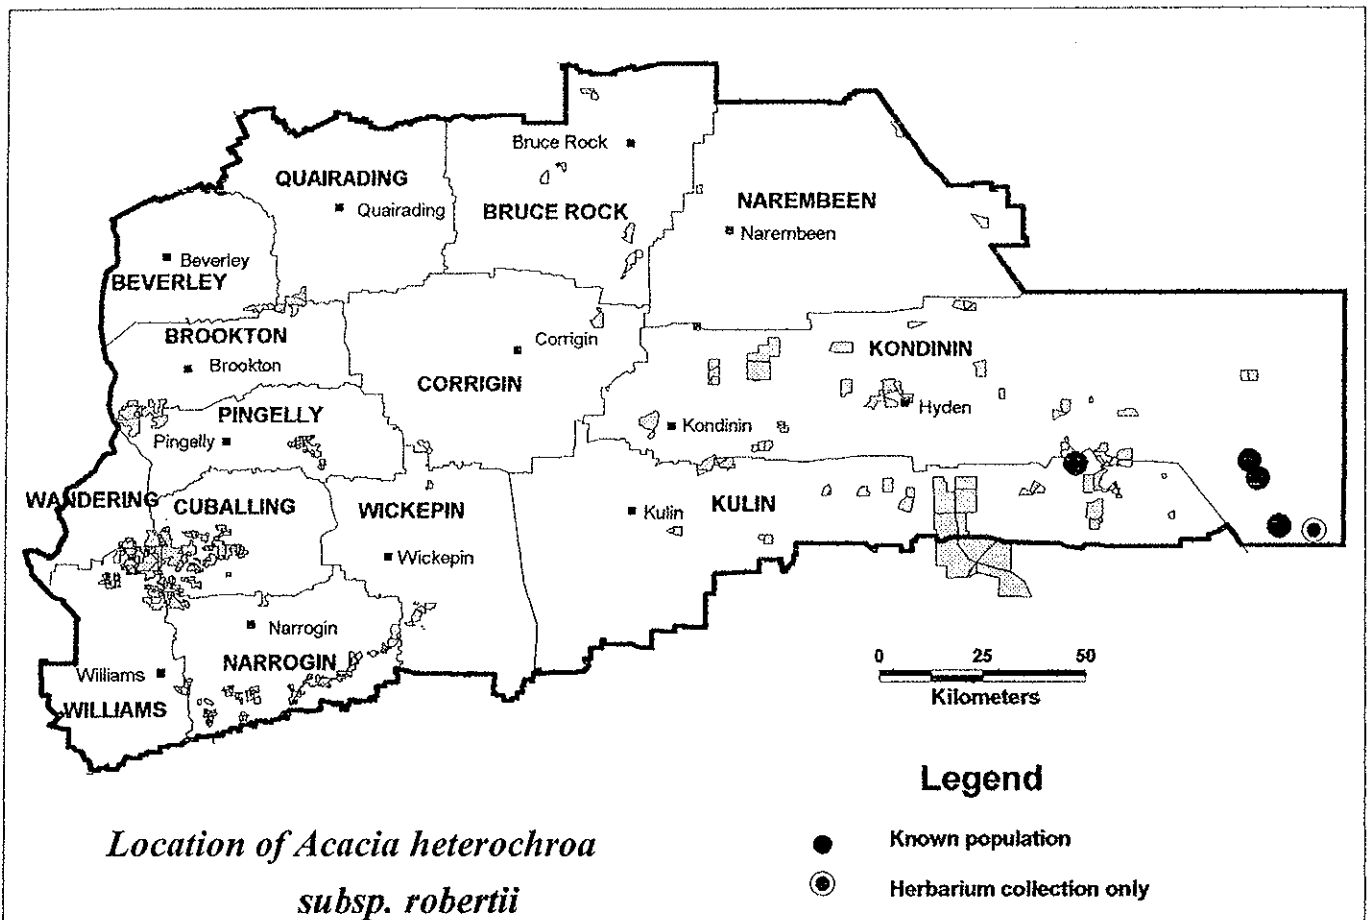 Bruce Rock
QUAIRADING
Quairading
BRUCE ROCK
NAREMBEEN
Narembeen
Beverley
BEVERLEY
BROOKTON
Brookton
Corrigin
CORRIGIN
KONDININ
Hyden
PINGELLY
Pingelly
Kondinin
WANDERING
CUBALLING
WICKEPIN
Kulin
KULIN
Wickepin
Narrogin
NARROGIN
Williams
WILLIAMS
0 25 50
Kilometers
Legend
Known population
Herbarium collection only
Location of Acacia heterochroa
subsp. robertii